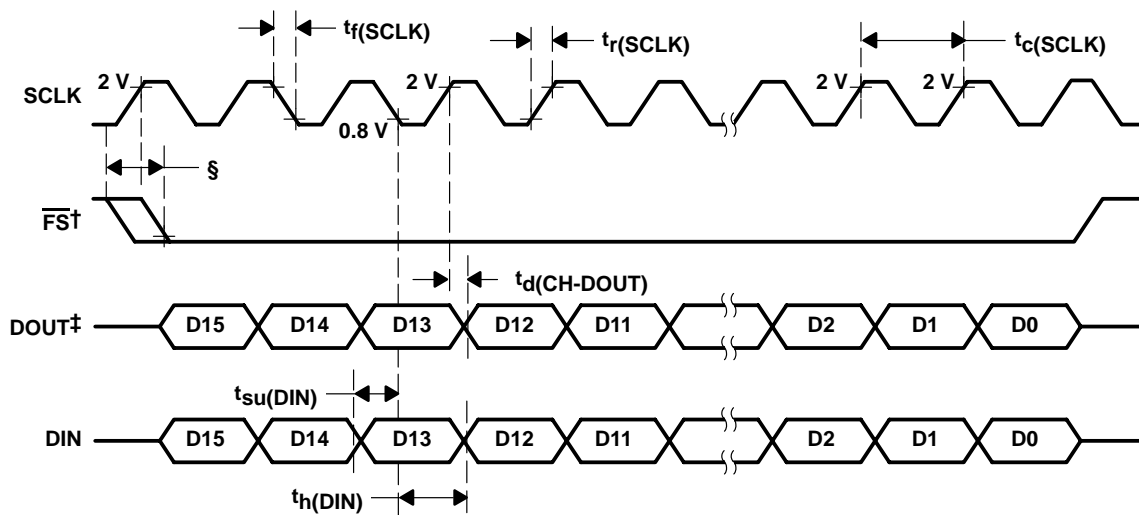 tf(SCLK)
tr(SCLK)
tc(SCLK)
SCLK
2 V
2 V
2 V
2 V
0.8 V
§
FS†
td(CH-DOUT)
DOUT‡
D15 D14 D13 D12 D11 D2 D1 D0
tsu(DIN)
DIN
D15 D14 D13 D12 D11 D2 D1 D0
th(DIN)